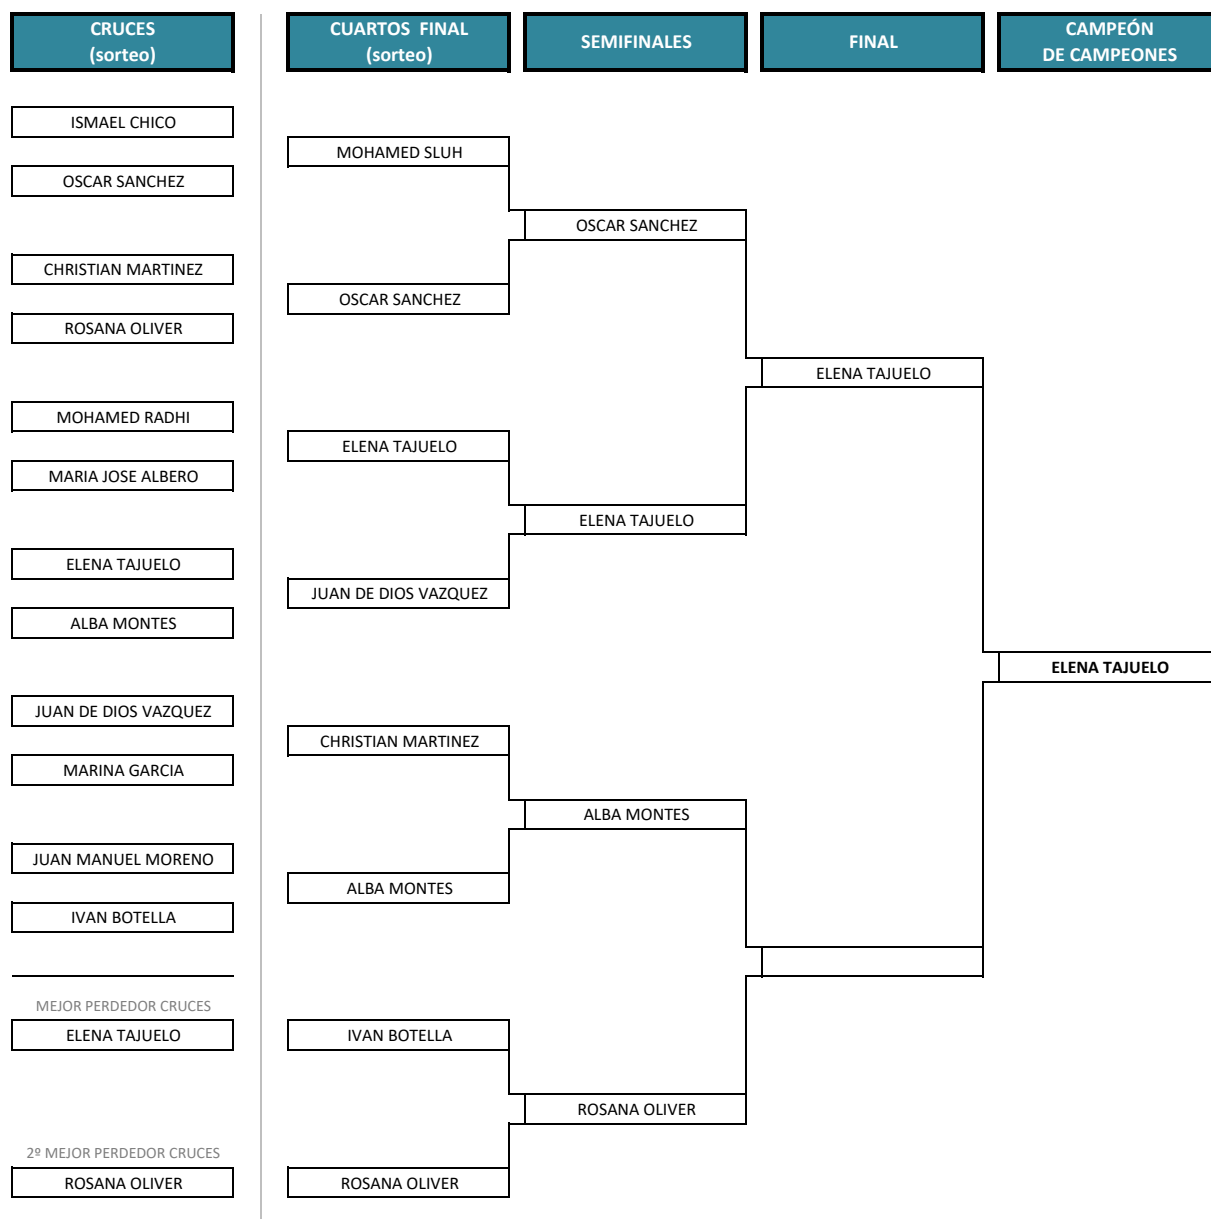 CRUCES
(sorteo)
CUARTOS FINAL
(sorteo)
SEMIFINALES
FINAL
CAMPEÓN
DE CAMPEONES
ISMAEL CHICO
OSCAR SANCHEZ
CHRISTIAN MARTINEZ
ROSANA OLIVER
MOHAMED RADHI
MARIA JOSE ALBERO
ELENA TAJUELO
ALBA MONTES
JUAN DE DIOS VAZQUEZ
MARINA GARCIA
JUAN MANUEL MORENO
IVAN BOTELLA
MEJOR PERDEDOR CRUCES
ELENA TAJUELO
2º MEJOR PERDEDOR CRUCES
ROSANA OLIVER
MOHAMED SLUH
OSCAR SANCHEZ
ELENA TAJUELO
JUAN DE DIOS VAZQUEZ
CHRISTIAN MARTINEZ
ALBA MONTES
IVAN BOTELLA
ROSANA OLIVER
OSCAR SANCHEZ
ELENA TAJUELO
ALBA MONTES
ROSANA OLIVER
ELENA TAJUELO
ELENA TAJUELO